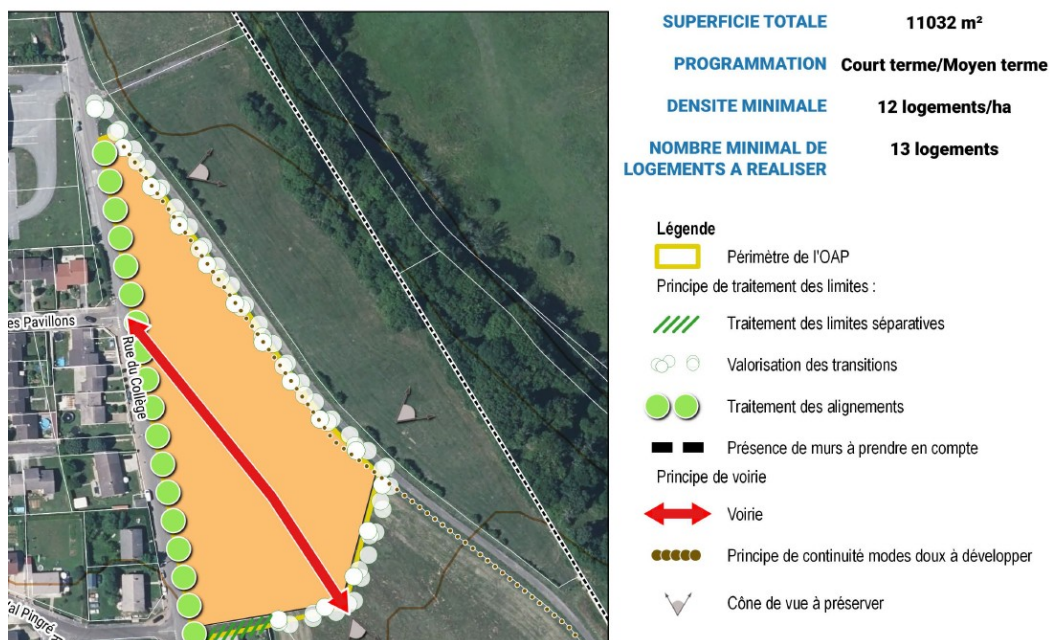 SUPERFICIE TOTALE 11032 m²
PROGRAMMATION Court terme/Moyen terme
DENSITE MINIMALE 12 logements/ha
NOMBRE MINIMAL DE 13 logements
LOGEMENTS A REALISER
Légende
Périmètre de l'OAP
Principe de traitement des limites :
Traitement des limites séparatives
Valorisation des transitions
Traitement des alignements
Présence de murs à prendre en compte
Principe de voirie
Voirie
Principe de continuité modes doux à développer
Cône de vue à préserver
es Pavillons
Rue du Collège
al Pingré